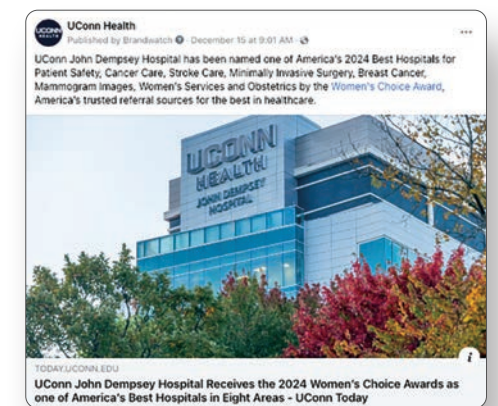 UCONN
HEALTH
UConn Health
Published by Brandwatch · December 15 at 9:01 AM ·
UConn John Dempsey Hospital has been named one of America's 2024 Best Hospitals for
Patient Safety, Cancer Care, Stroke Care, Minimally Invasive Surgery, Breast Cancer,
Mammogram Images, Women's Services and Obstetrics by the Women's Choice Award,
America's trusted referral sources for the best in healthcare.
UCONN
HEALTH
JOHN DEMPSEY
HOSPITAL
TODAY.UCONN.EDU
UConn John Dempsey Hospital Receives the 2024 Women's Choice Awards as
one of America's Best Hospitals in Eight Areas - UConn Today